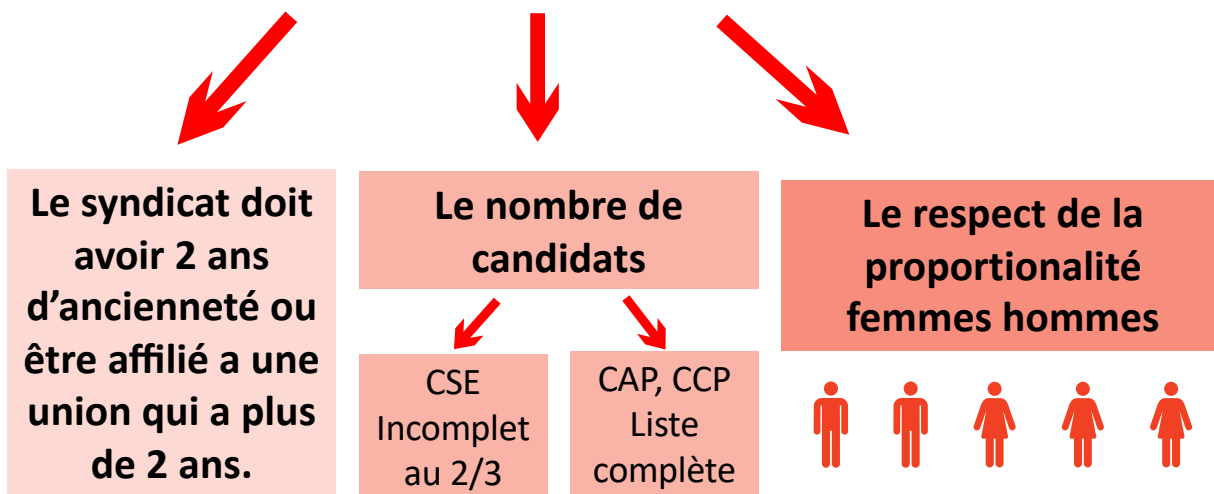 Le syndicat doit
avoir 2 ans
d’ancienneté ou
être affilié a une
union qui a plus
de 2 ans.
Le nombre de
candidats
CSE
Incomplet
au 2/3
CAP, CCP
Liste
complète
Le respect de la
proportionalité
femmes hommes